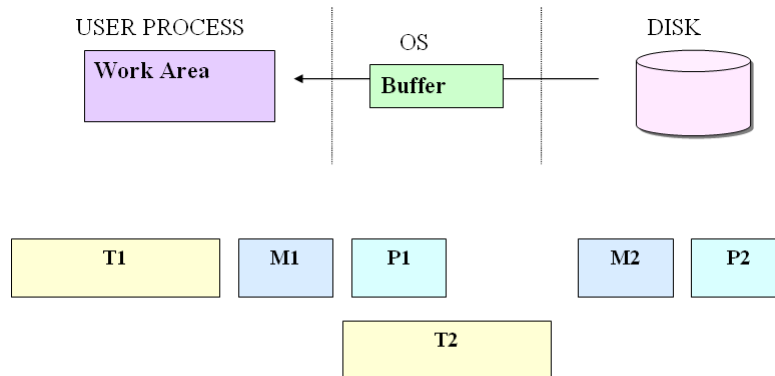 USER PROCESS
OS
DISK
Work Area
Buffer
T1
M1
P1
M2
P2
T2